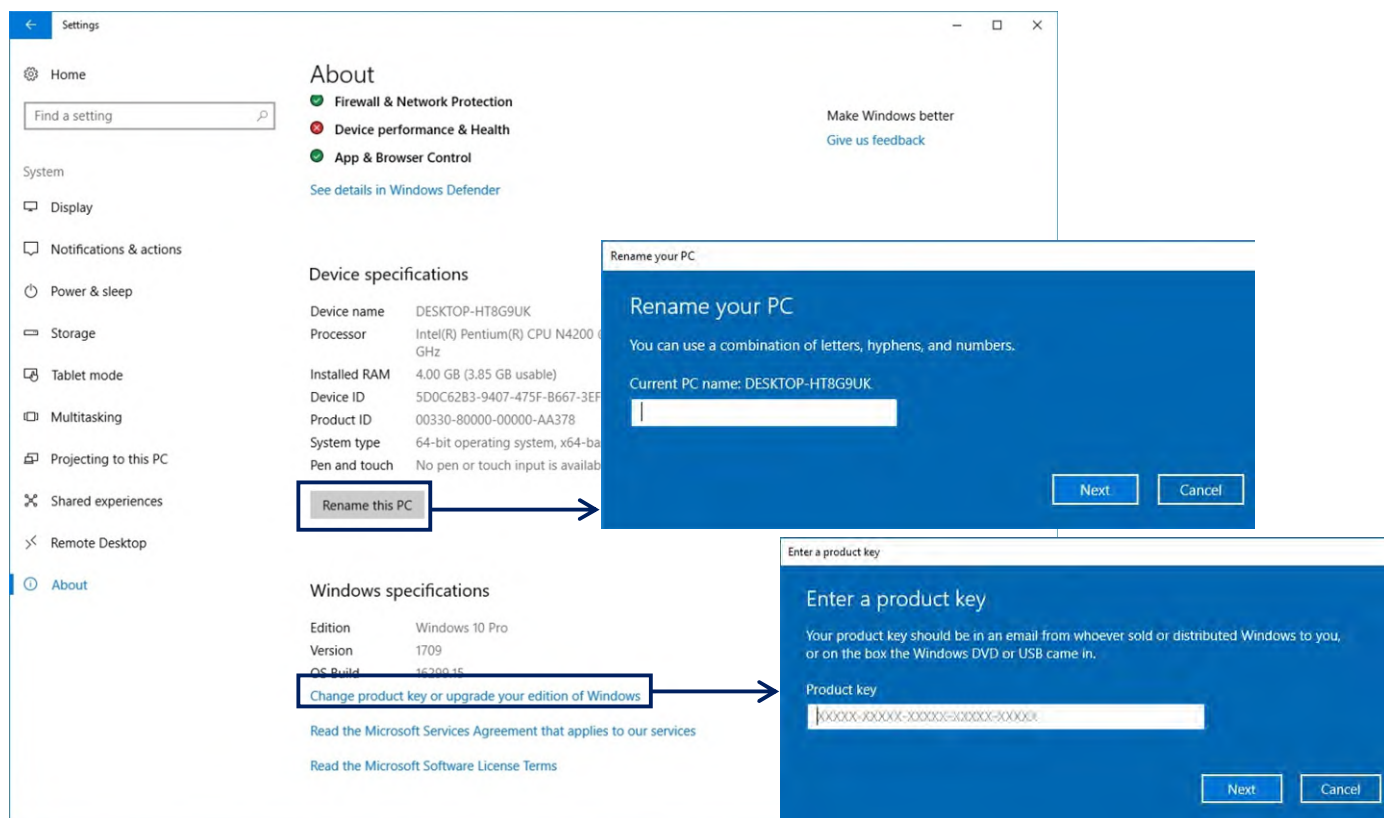 Settings
Home
Find a setting
System
Display
Notifications & actions
Power & sleep
Storage
Tablet mode
Multitasking
Projecting to this PC
Shared experiences
Remote Desktop
About
About
Firewall & Network Protection
Device performance & Health
App & Browser Control
See details in Windows Defender
Make Windows better
Give us feedback
Device specifications
Device name DESKTOP-HT8G9UK
Processor Intel(R) Pentium(R) CPU N4200
GHz
Installed RAM 4.00 GB (3.85 GB usable)
Device ID 5D0C62B3-9407-475F-B667-3EF
Product ID 00330-80000-00000-AA378
System type 64-bit operating system, x64-ba
Pen and touch No pen or touch input is availab
Rename this PC
Windows specifications
Edition Windows 10 Pro
Version 1709
OS Build 16299.15
Change product key or upgrade your edition of Windows
Read the Microsoft Services Agreement that applies to our services
Read the Microsoft Software License Terms
Rename your PC
Rename your PC
You can use a combination of letters, hyphens, and numbers.
Current PC name: DESKTOP-HT8G9UK
Next Cancel
Enter a product key
Enter a product key
Your product key should be in an email from whoever sold or distributed Windows to you,
or on the box the Windows DVD or USB came in.
Product key
XXXXX-XXXXX-XXXXX-XXXXX-XXXXX
Next Cancel